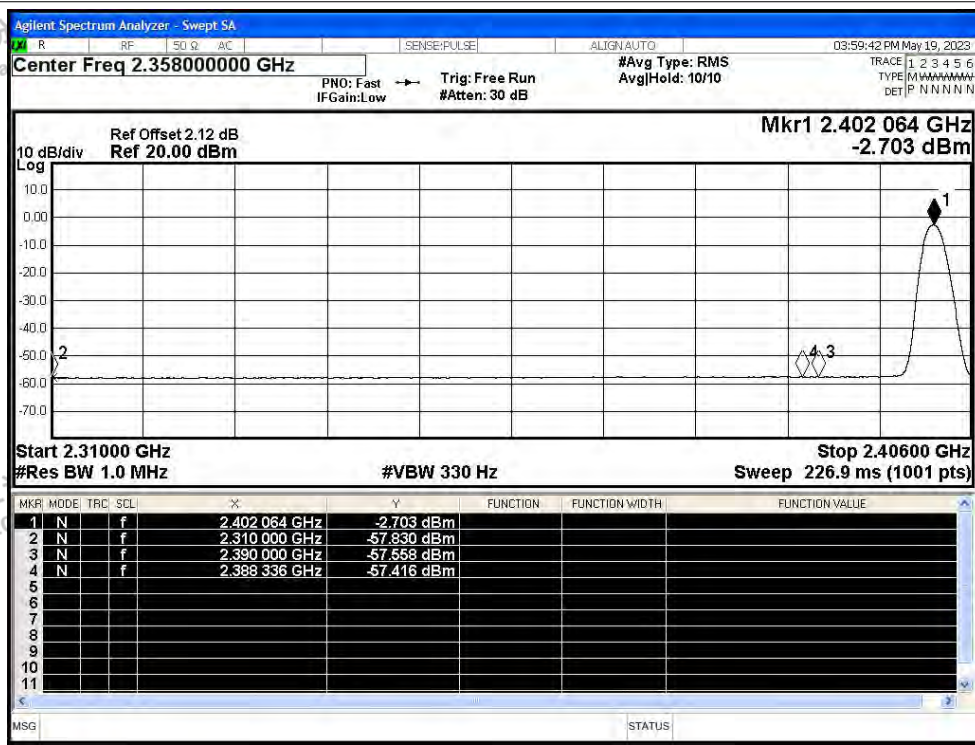 Agilent Spectrum Analyzer - Swept SA
LXI R RF 50 Ω AC SENSE:PULSE ALIGN AUTO 03:59:42 PM May 19, 2023
Center Freq 2.358000000 GHz
PNO: Fast Trig: Free Run #Avg Type: RMS TRACE 1 2 3 4 5 6
IFGain:Low #Atten: 30 dB Avg|Hold: 10/10 TYPE M WWWWW
DET P N N N N N
Mkr1 2.402 064 GHz
-2.703 dBm
Ref Offset 2.12 dB
10 dB/div Ref 20.00 dBm
Log
10.0
0.00
-10.0
-20.0
-30.0
-40.0
-50.0
-60.0
-70.0
1
2
4 3
Start 2.31000 GHz Stop 2.40600 GHz
#Res BW 1.0 MHz #VBW 330 Hz Sweep 226.9 ms (1001 pts)
MKR MODE TRC SCL X Y FUNCTION FUNCTION WIDTH FUNCTION VALUE
1 N f 2.402 064 GHz -2.703 dBm
2 N f 2.310 000 GHz -57.830 dBm
3 N f 2.390 000 GHz -57.558 dBm
4 N f 2.388 336 GHz -57.416 dBm
5
6
7
8
9
10
11
MSG STATUS